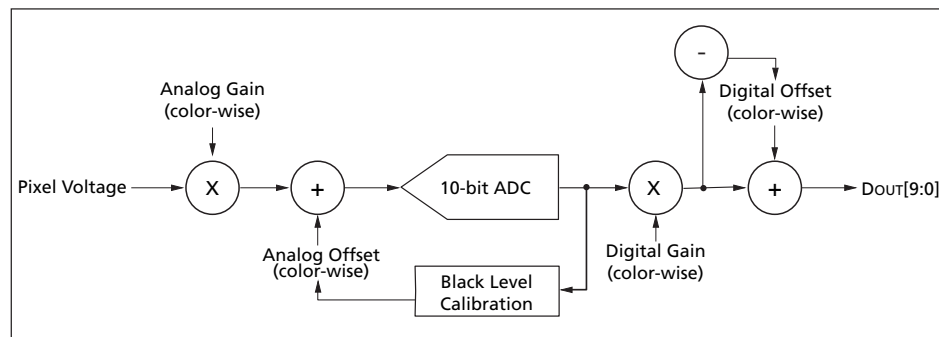 Analog Gain
(color-wise)
-
Digital Offset
(color-wise)
Pixel Voltage
X
+
10-bit ADC
X
+
DOUT[9:0]
Analog Offset
(color-wise)
Digital Gain
(color-wise)
Black Level
Calibration